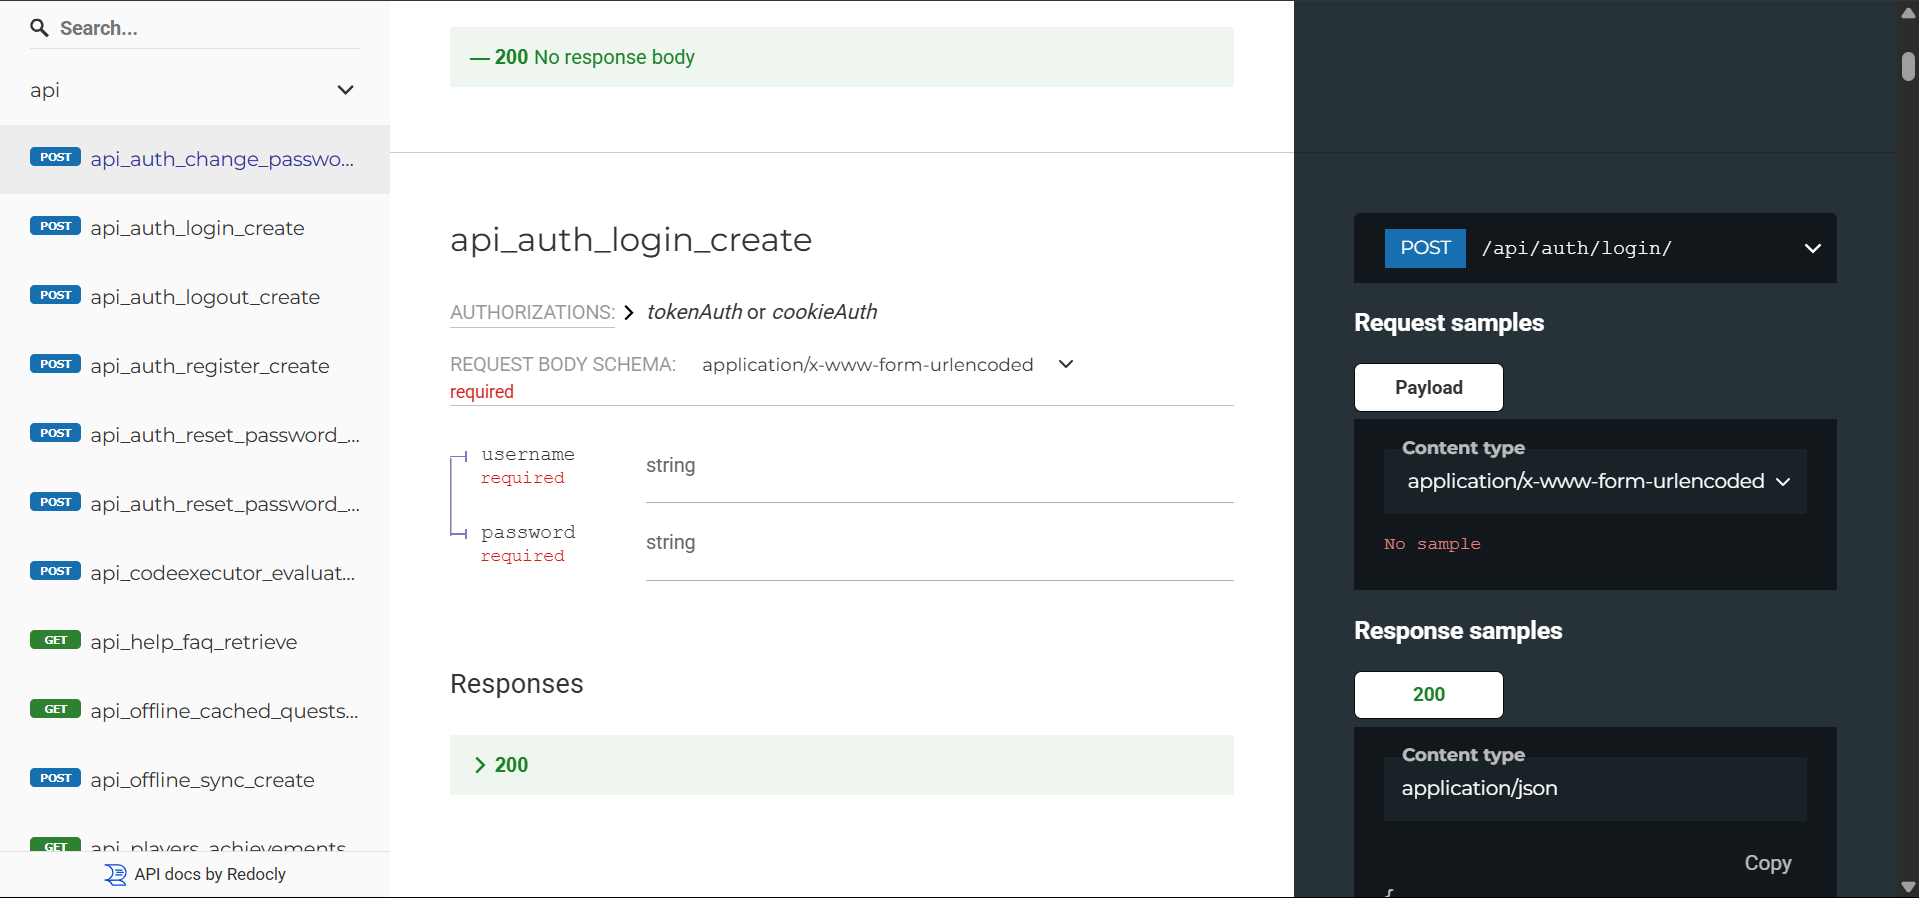 Search...
api
POST api_auth_change_passwo...
POST api_auth_login_create
POST api_auth_logout_create
POST api_auth_register_create
POST api_auth_reset_password_...
POST api_auth_reset_password_...
POST api_codeexecutor_evaluat...
GET api_help_faq_retrieve
GET api_offline_cached_quests...
POST api_offline_sync_create
GET api_players_achievements
API docs by Redocly
— 200 No response body
api_auth_login_create
AUTHORIZATIONS: tokenAuth or cookieAuth
REQUEST BODY SCHEMA: application/x-www-form-urlencoded
required
username string
required
password string
required
Responses
200
POST /api/auth/login/
Request samples
Payload
Content type
application/x-www-form-urlencoded
No sample
Response samples
200
Content type
application/json
Copy
{